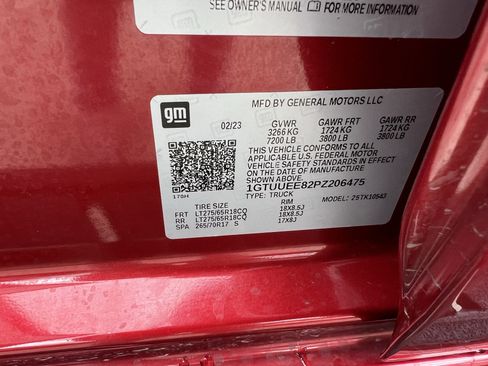 SEE OWNER'S MANUAL FOR MORE INFORMATION
gm
MFD BY GENERAL MOTORS LLC
02/23 GVWR GAWR FRT GAWR RR
3266 KG 1724 KG 1724 KG
7200 LB 3800 LB 3800 LB
THIS VEHICLE CONFORMS TO ALL
APPLICABLE U.S. FEDERAL MOTOR
VEHICLE SAFETY STANDARDS IN
EFFECT ON THE DATE OF MANUFACTURE
SHOWN ABOVE.
1GTUUEE82PZ206475
TYPE: TRUCK MODEL: 2STK10543
TIRE SIZE RIM
FRT LT275/65R18CO 18X8.5J
RR LT275/65R18CO 18X8.5J
SPA 265/70R17 S 17X8J